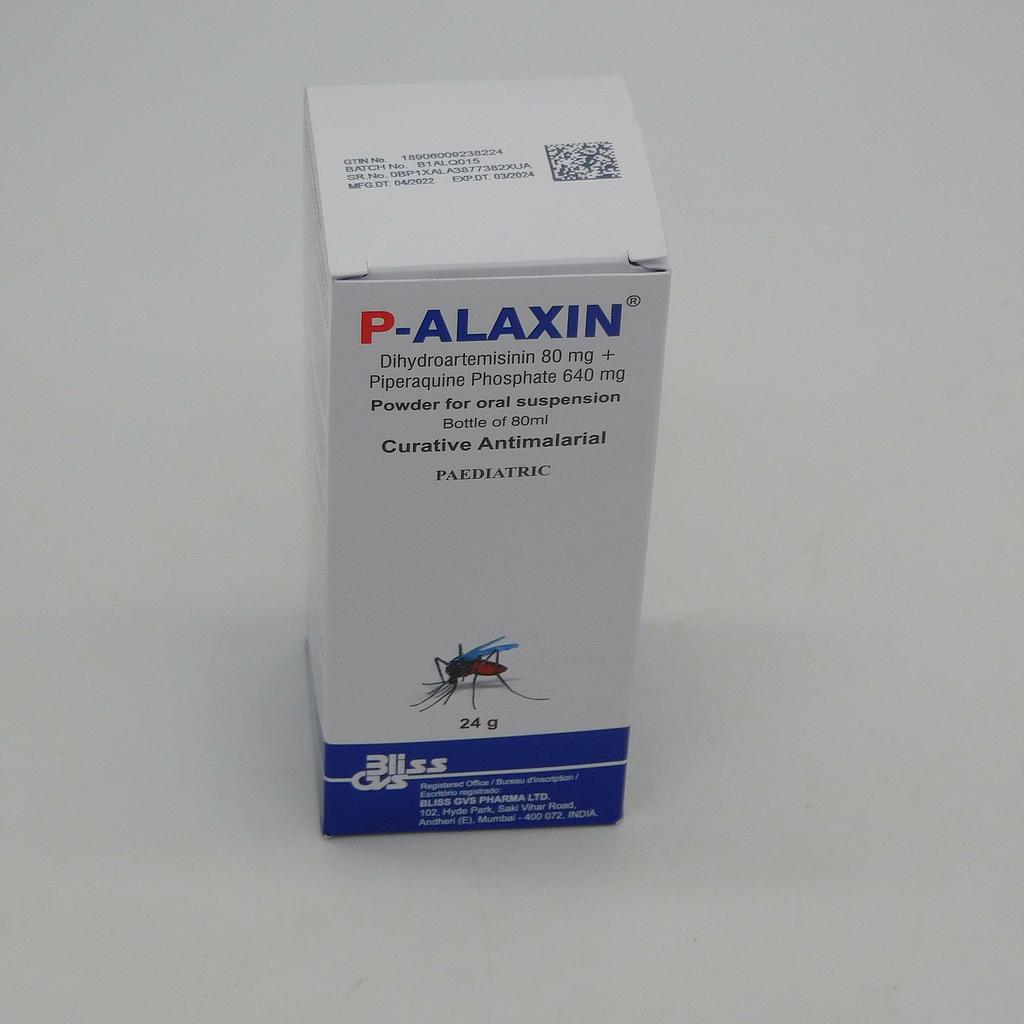 GTIN No. 18906009238224
BATCH No. B1ALQ015
SR.No. 0BP1XALA3877382XUA
MFG.DT. 04/2022 EXP.DT. 03/2024
P-ALAXIN®
Dihydroartemisinin 80 mg +
Piperaquine Phosphate 640 mg
Powder for oral suspension
Bottle of 80ml
Curative Antimalarial
PAEDIATRIC
24 g
Bliss
GVS
Registered Office / Bureau d'inscription /
Escritório registrado:
BLISS GVS PHARMA LTD.
102, Hyde Park, Saki Vihar Road,
Andheri (E), Mumbai - 400 072, INDIA.